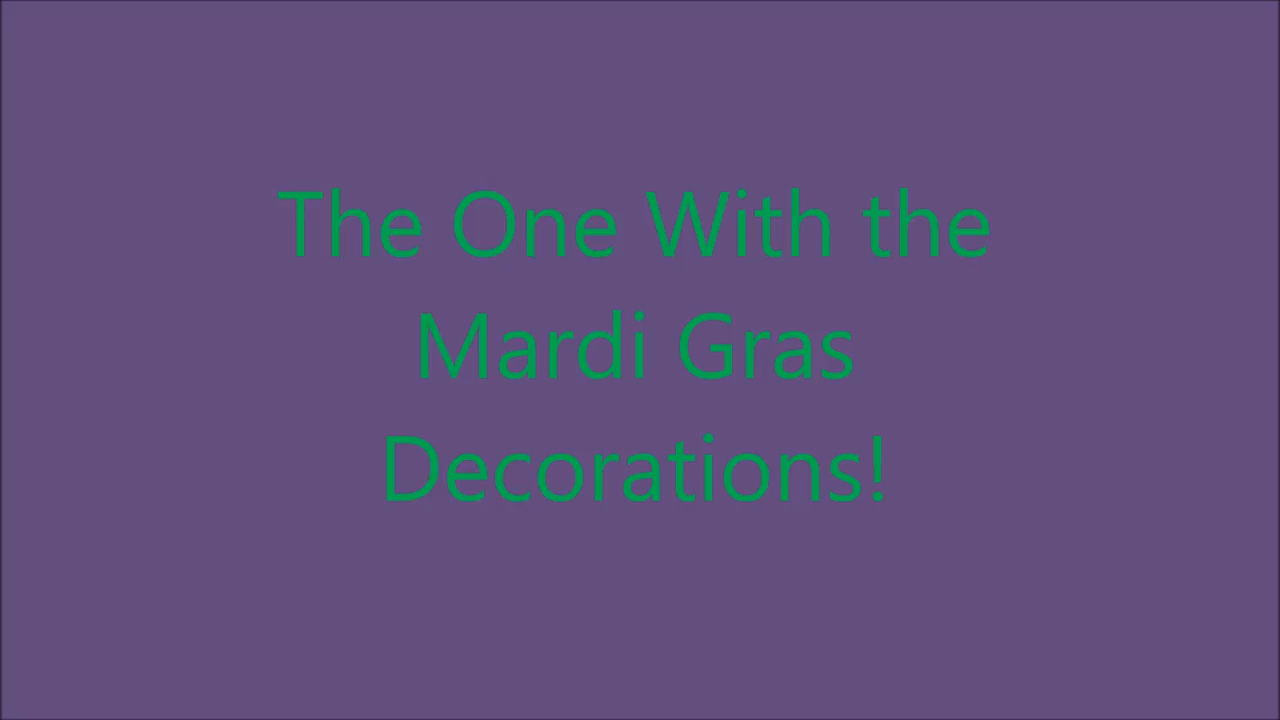 The One With the
Mardi Gras
Decorations!